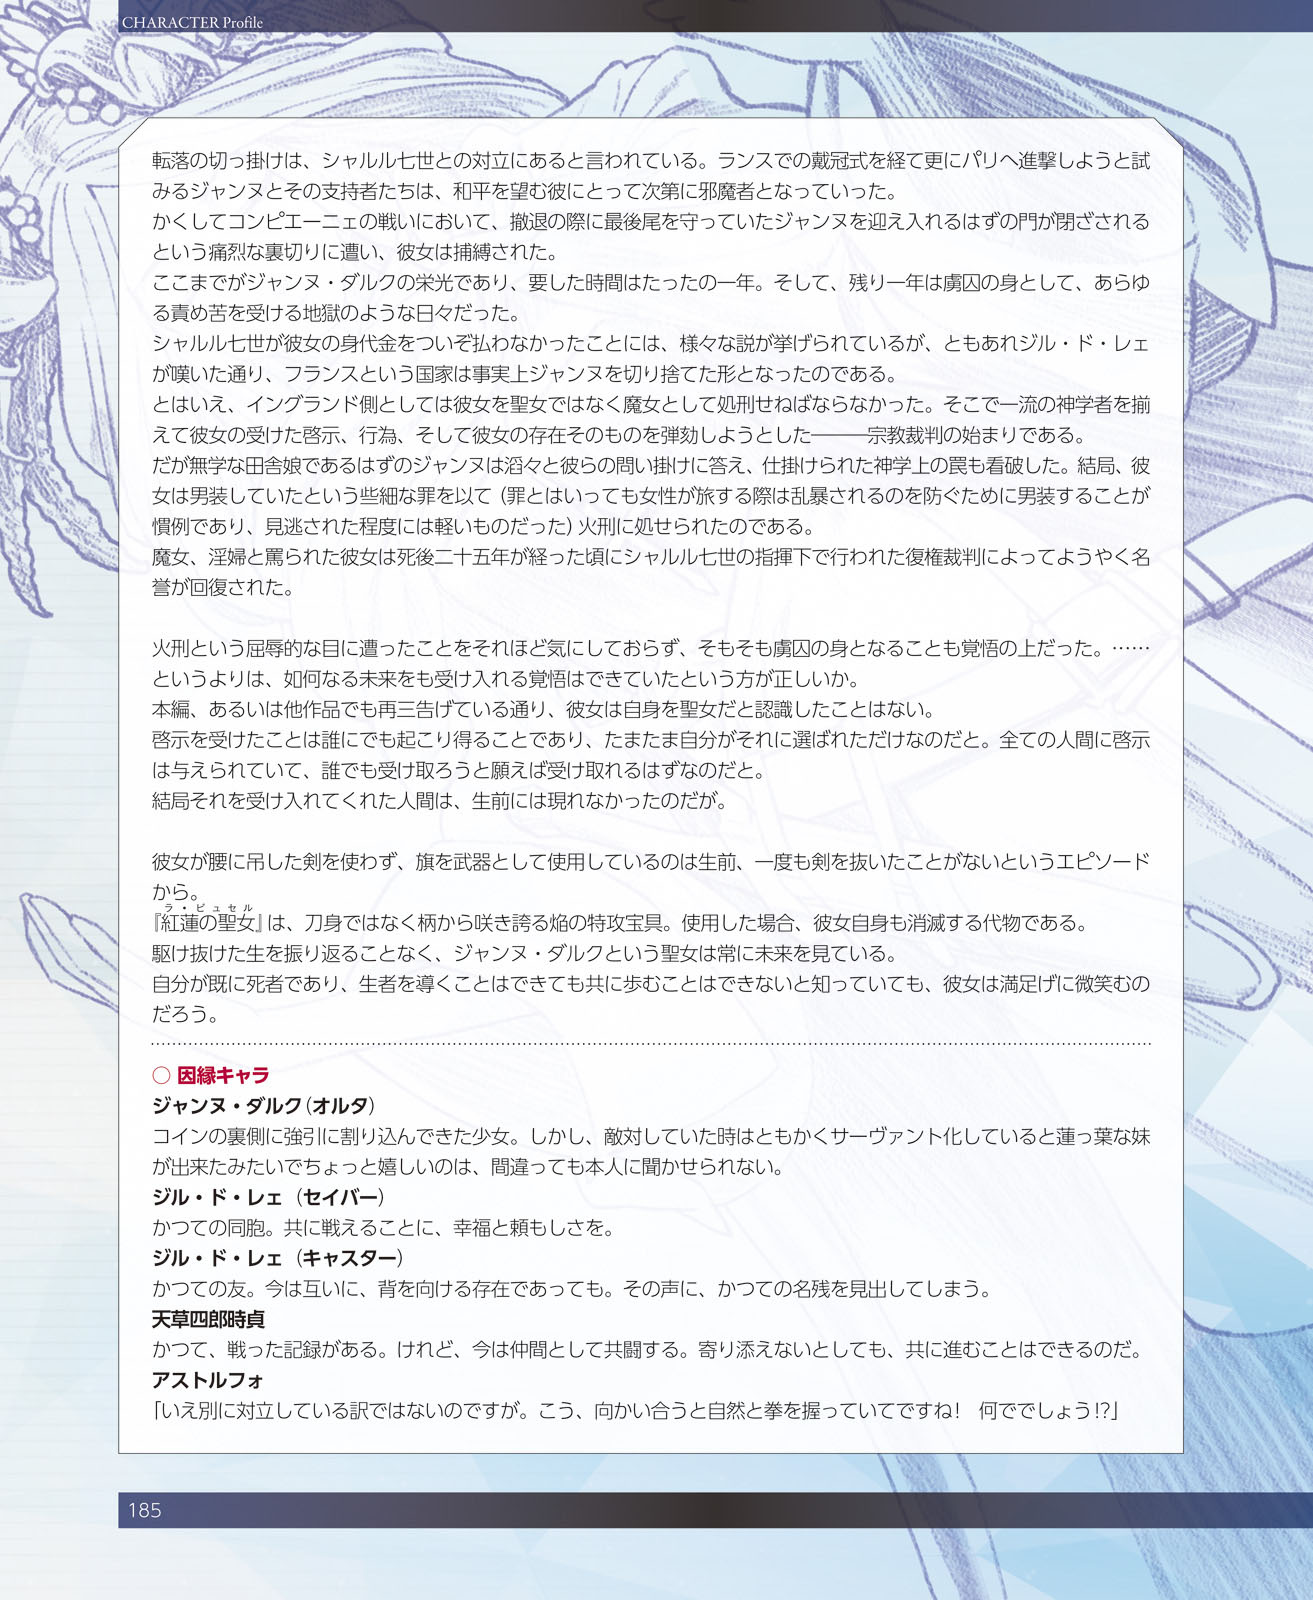 CHARACTER Profile
転落の切っ掛けは、シャルル七世との対立にあると言われている。ランスでの戴冠式を経て更にパリへ進撃しようと試
みるジャンヌとその支持者たちは、和平を望む彼にとって次第に邪魔者となっていった。
かくしてコンピエーニェの戦いにおいて、撤退の際に最後尾を守っていたジャンヌを迎え入れるはずの門が閉ざされる
という痛烈な裏切りに遭い、彼女は捕縛された。
ここまでがジャンヌ・ダルクの栄光であり、要した時間はたったの一年。そして、残り一年は虜囚の身として、あらゆ
る責め苦を受ける地獄のような日々だった。
シャルル七世が彼女の身代金をついぞ払わなかったことには、様々な説が挙げられているが、ともあれジル・ド・レェ
が嘆いた通り、フランスという国家は事実上ジャンヌを切り捨てた形となったのである。
とはいえ、イングランド側としては彼女を聖女ではなく魔女として処刑せねばならなかった。そこで一流の神学者を揃
えて彼女の受けた啓示、行為、そして彼女の存在そのものを弾劾しようとした―――宗教裁判の始まりである。
だが無学な田舎娘であるはずのジャンヌは滔々と彼らの問い掛けに答え、仕掛けられた神学上の罠も看破した。結局、彼
女は男装していたという些細な罪を以て（罪とはいっても女性が旅する際は乱暴されるのを防ぐために男装することが
慣例であり、見逃された程度には軽いものだった）火刑に処せられたのである。
魔女、淫婦と罵られた彼女は死後二十五年が経った頃にシャルル七世の指揮下で行われた復権裁判によってようやく名
誉が回復された。
火刑という屈辱的な目に遭ったことをそれほど気にしておらず、そもそも虜囚の身となることも覚悟の上だった。……
というよりは、如何なる未来をも受け入れる覚悟はできていたという方が正しいか。
本編、あるいは他作品でも再三告げている通り、彼女は自身を聖女だと認識したことはない。
啓示を受けたことは誰にでも起こり得ることであり、たまたま自分がそれに選ばれただけなのだと。全ての人間に啓示
は与えられていて、誰でも受け取ろうと願えば受け取れるはずなのだと。
結局それを受け入れてくれた人間は、生前には現れなかったのだが。
彼女が腰に吊した剣を使わず、旗を武器として使用しているのは生前、一度も剣を抜いたことがないというエピソード
から。
ラ・ピュセル
『紅蓮の聖女』は、刀身ではなく柄から咲き誇る焔の特攻宝具。使用した場合、彼女自身も消滅する代物である。
駆け抜けた生を振り返ることなく、ジャンヌ・ダルクという聖女は常に未来を見ている。
自分が既に死者であり、生者を導くことはできても共に歩むことはできないと知っていても、彼女は満足げに微笑むの
だろう。
○ 因縁キャラ
ジャンヌ・ダルク（オルタ）
コインの裏側に強引に割り込んできた少女。しかし、敵対していた時はともかくサーヴァント化していると蓮っ葉な妹
が出来たみたいでちょっと嬉しいのは、間違っても本人に聞かせられない。
ジル・ド・レェ（セイバー）
かつての同胞。共に戦えることに、幸福と頼もしさを。
ジル・ド・レェ（キャスター）
かつての友。今は互いに、背を向ける存在であっても。その声に、かつての名残を見出してしまう。
天草四郎時貞
かつて、戦った記録がある。けれど、今は仲間として共闘する。寄り添えないとしても、共に進むことはできるのだ。
アストルフォ
「いえ別に対立している訳ではないのですが。こう、向かい合うと自然と拳を握っていてですね！　何ででしょう!?」
185